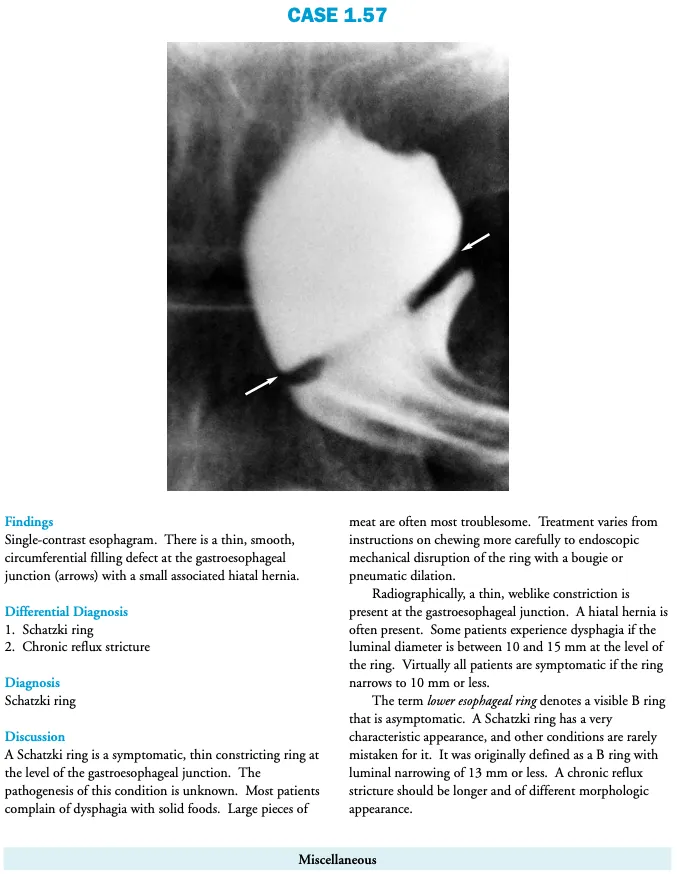 CASE 1.57
Findings
Single-contrast esophagram. There is a thin, smooth,
circumferential filling defect at the gastroesophageal
junction (arrows) with a small associated hiatal hernia.
Differential Diagnosis
1. Schatzki ring
2. Chronic reflux stricture
Diagnosis
Schatzki ring
Discussion
A Schatzki ring is a symptomatic, thin constricting ring at
the level of the gastroesophageal junction. The
pathogenesis of this condition is unknown. Most patients
complain of dysphagia with solid foods. Large pieces of
meat are often most troublesome. Treatment varies from
instructions on chewing more carefully to endoscopic
mechanical disruption of the ring with a bougie or
pneumatic dilation.
Radiographically, a thin, weblike constriction is
present at the gastroesophageal junction. A hiatal hernia is
often present. Some patients experience dysphagia if the
luminal diameter is between 10 and 15 mm at the level of
the ring. Virtually all patients are symptomatic if the ring
narrows to 10 mm or less.
The term lower esophageal ring denotes a visible B ring
that is asymptomatic. A Schatzki ring has a very
characteristic appearance, and other conditions are rarely
mistaken for it. It was originally defined as a B ring with
luminal narrowing of 13 mm or less. A chronic reflux
stricture should be longer and of different morphologic
appearance.
Miscellaneous